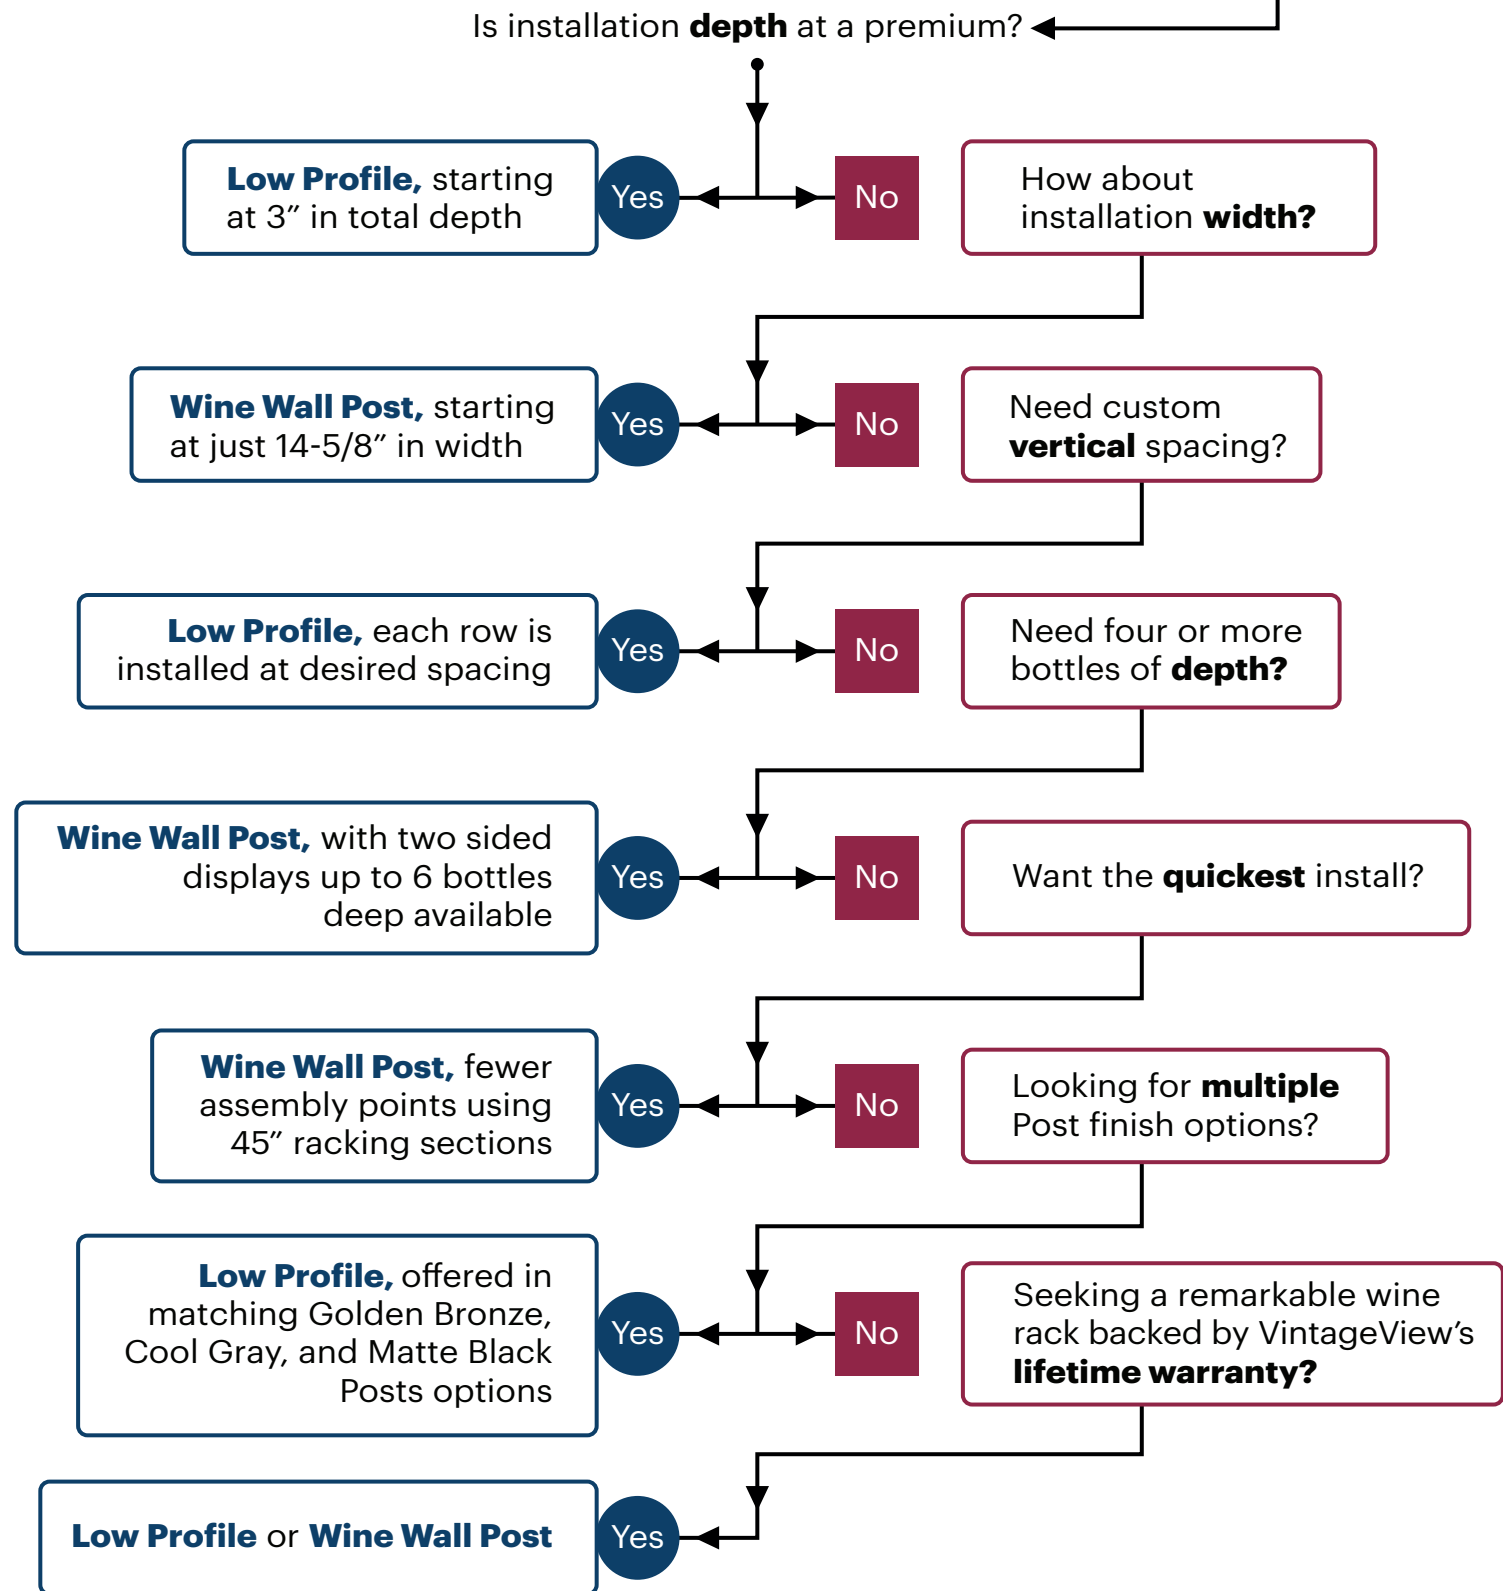 Is installation depth at a premium?
Low Profile, starting
at 3” in total depth
Yes
No
How about
installation width?
Wine Wall Post, starting
at just 14-5/8” in width
Yes
No
Need custom
vertical spacing?
Low Profile, each row is
installed at desired spacing
Yes
No
Need four or more
bottles of depth?
Wine Wall Post, with two sided
displays up to 6 bottles
deep available
Yes
No
Want the quickest install?
Wine Wall Post, fewer
assembly points using
45” racking sections
Yes
No
Looking for multiple
Post finish options?
Low Profile, offered in
matching Golden Bronze,
Cool Gray, and Matte Black
Posts options
Yes
No
Seeking a remarkable wine
rack backed by VintageView’s
lifetime warranty?
Low Profile or Wine Wall Post
Yes